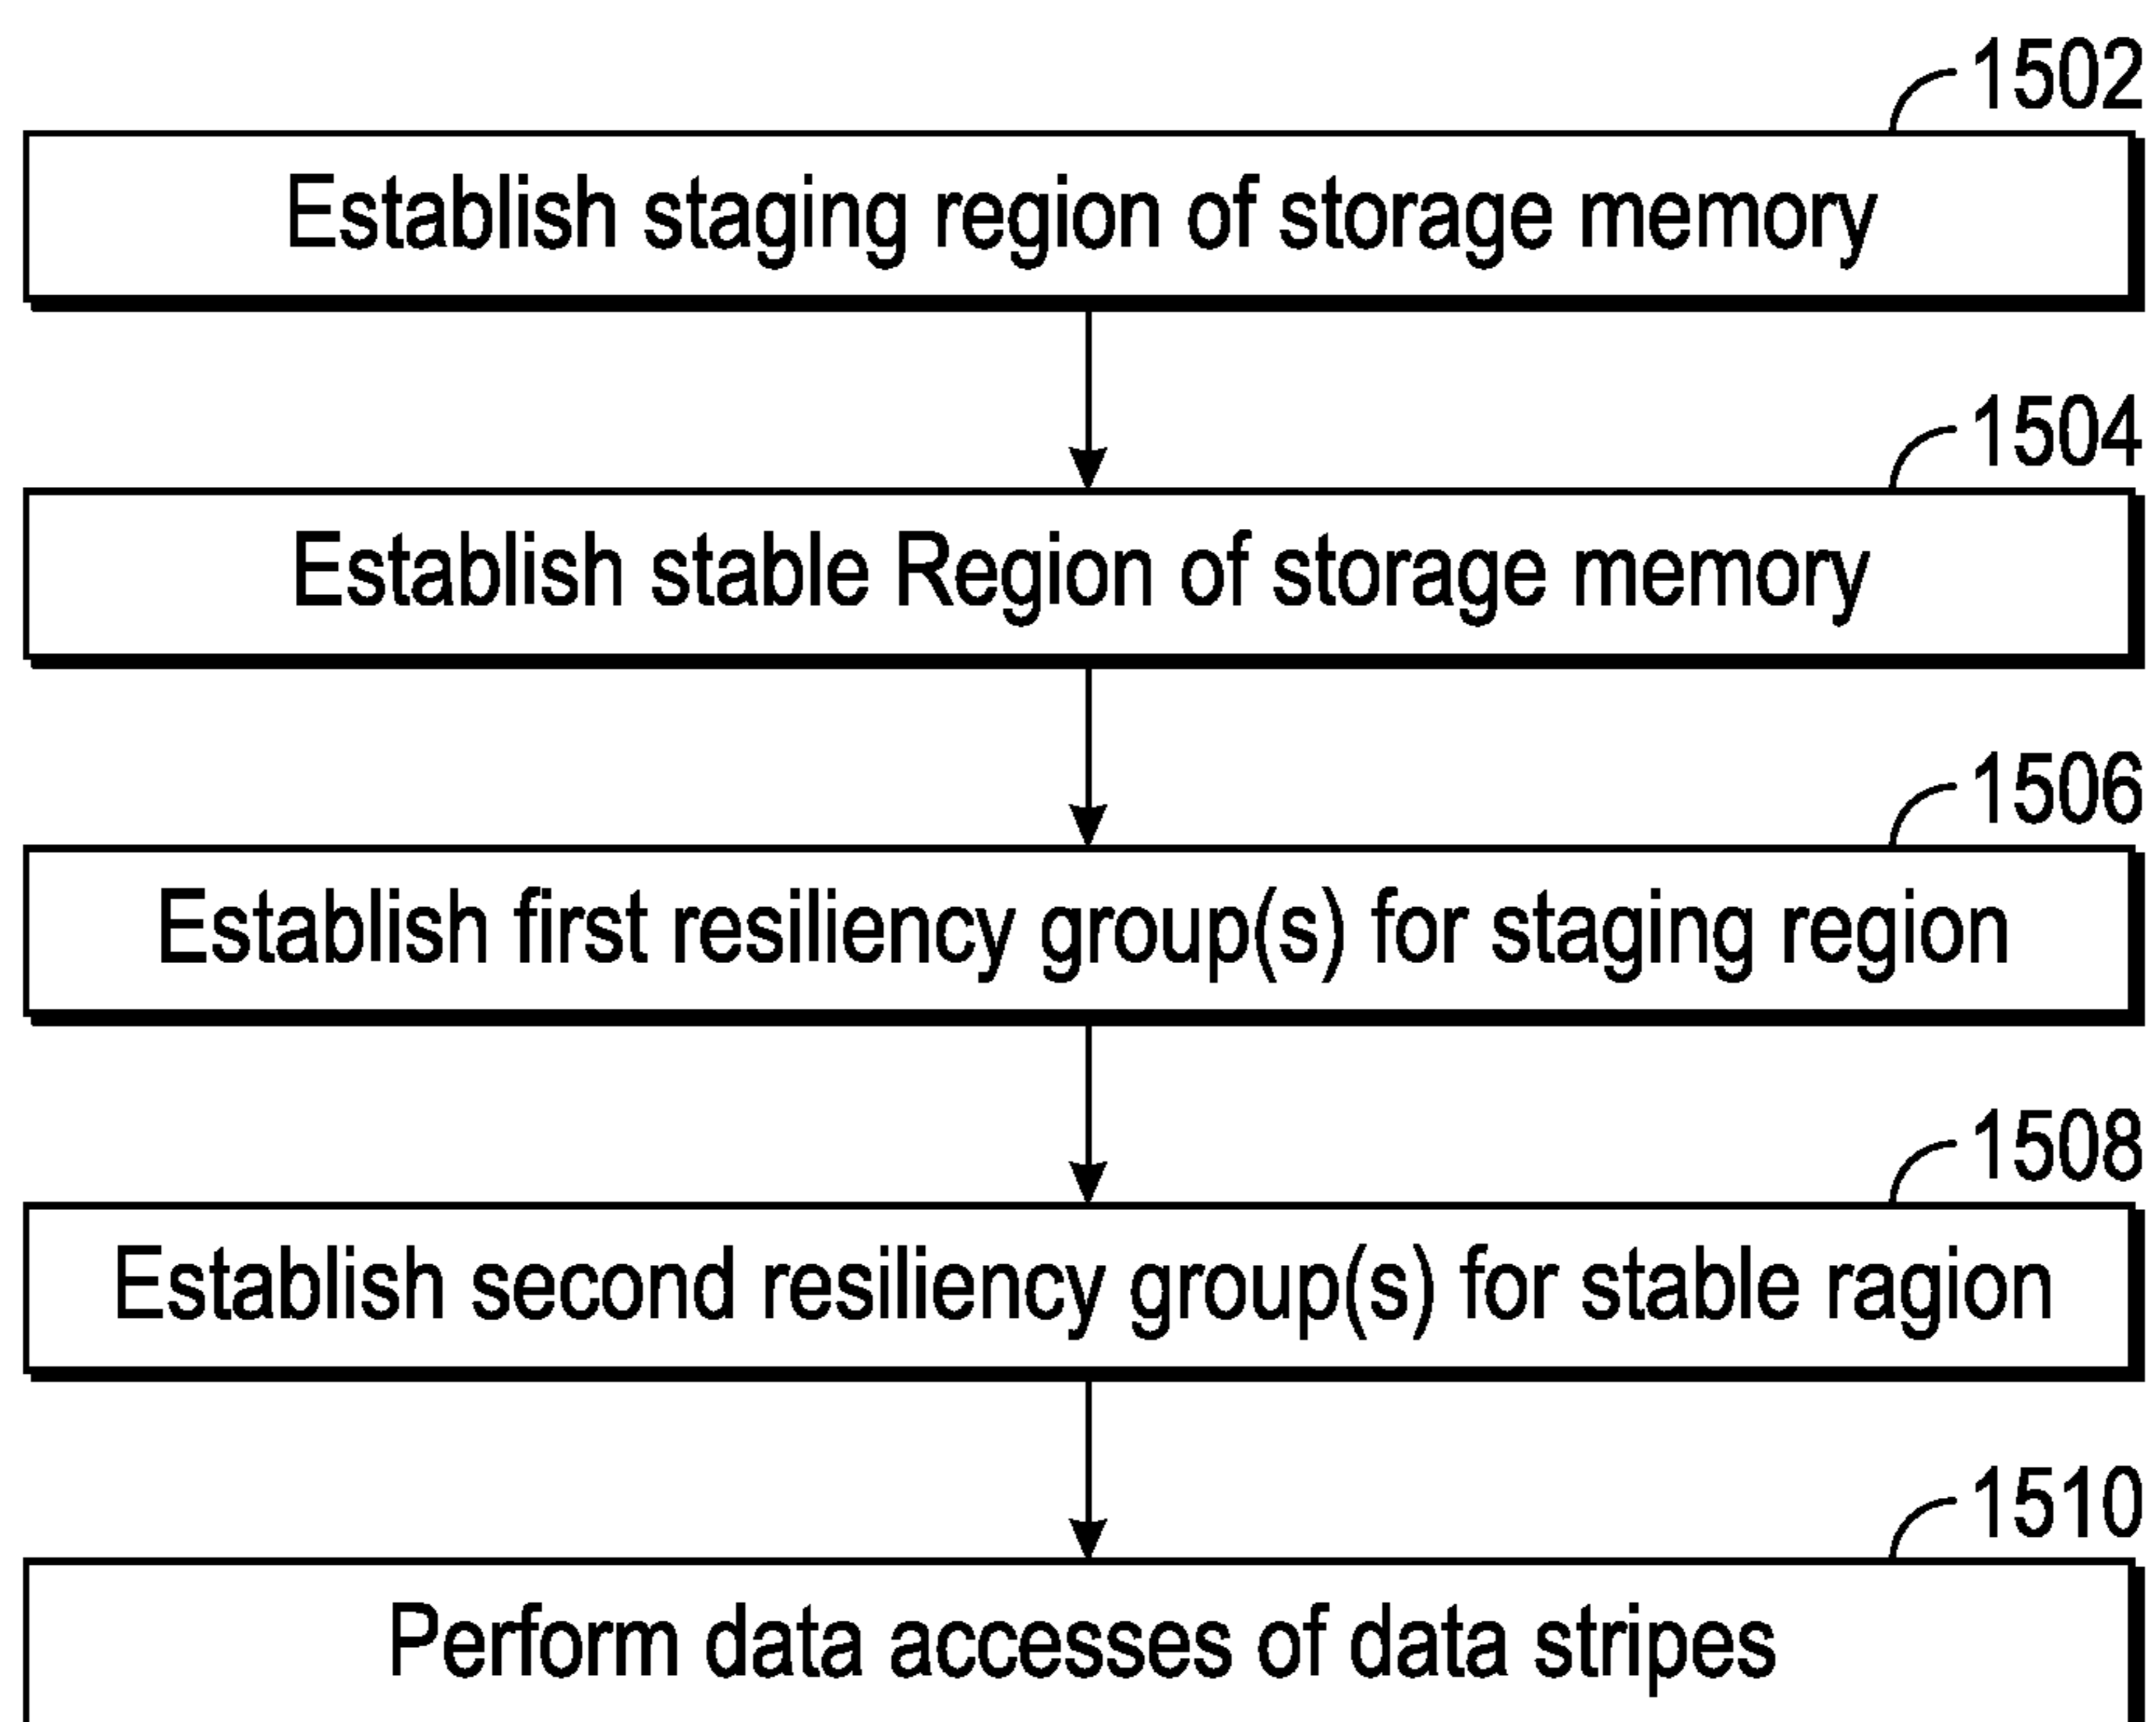 1502
Establish staging region of storage memory
1504
Establish stable Region of storage memory
1506
Establish first resiliency group(s) for staging region
1508
Establish second resiliency group(s) for stable ragion
1510
Perform data accesses of data stripes